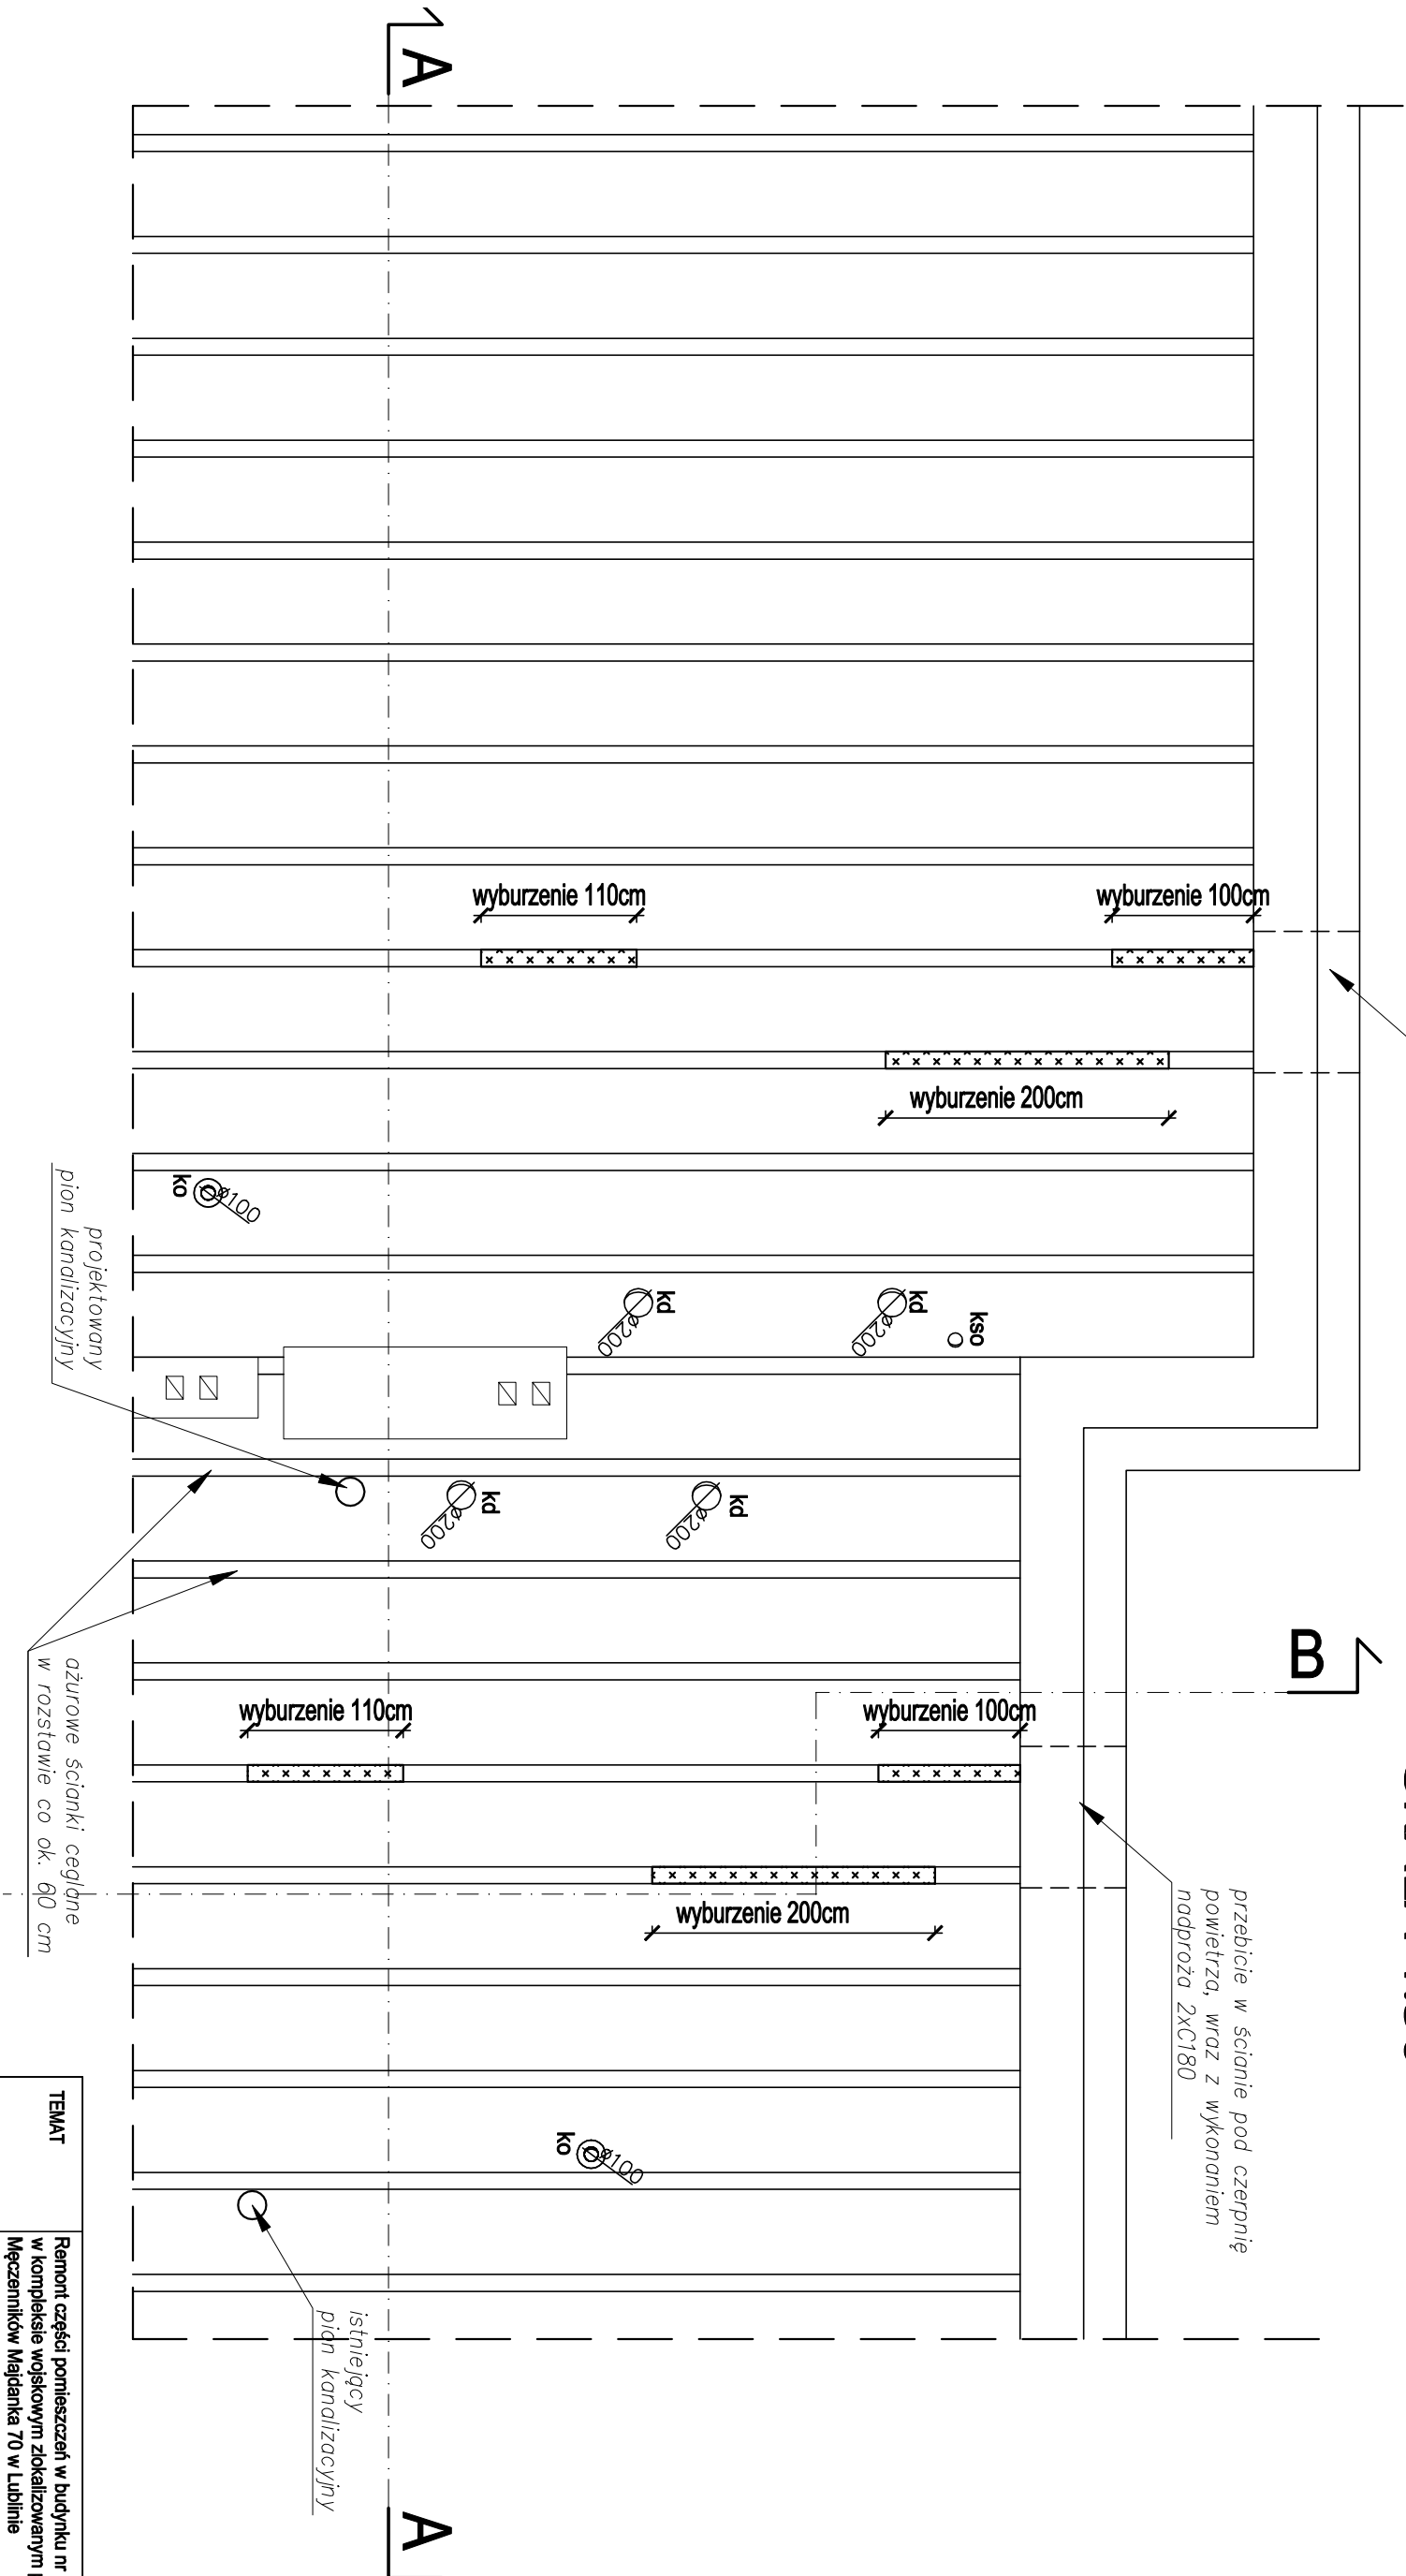 A
wyburzenie 110cm
wyburzenie 100cm
wyburzenie 200cm
ko
ø100
projektowany
pion kanalizacyjny
kd
ø200
kd
ø200
kso
kd
ø200
kd
ø200
ażurowe ścianki ceglane
w rozstawie co ok. 60 cm
B
wyburzenie 110cm
wyburzenie 100cm
wyburzenie 200cm
przebicie w ścianie pod czerpnię
powietrza, wraz z wykonaniem
nadproża 2xC180
ko
ø100
istniejący
pion kanalizacyjny
A
TEMAT
Remont części pomieszczeń w budynku nr
w kompleksie wojskowym zlokalizowanym
Męczenników Majdanka 70 w Lublinie